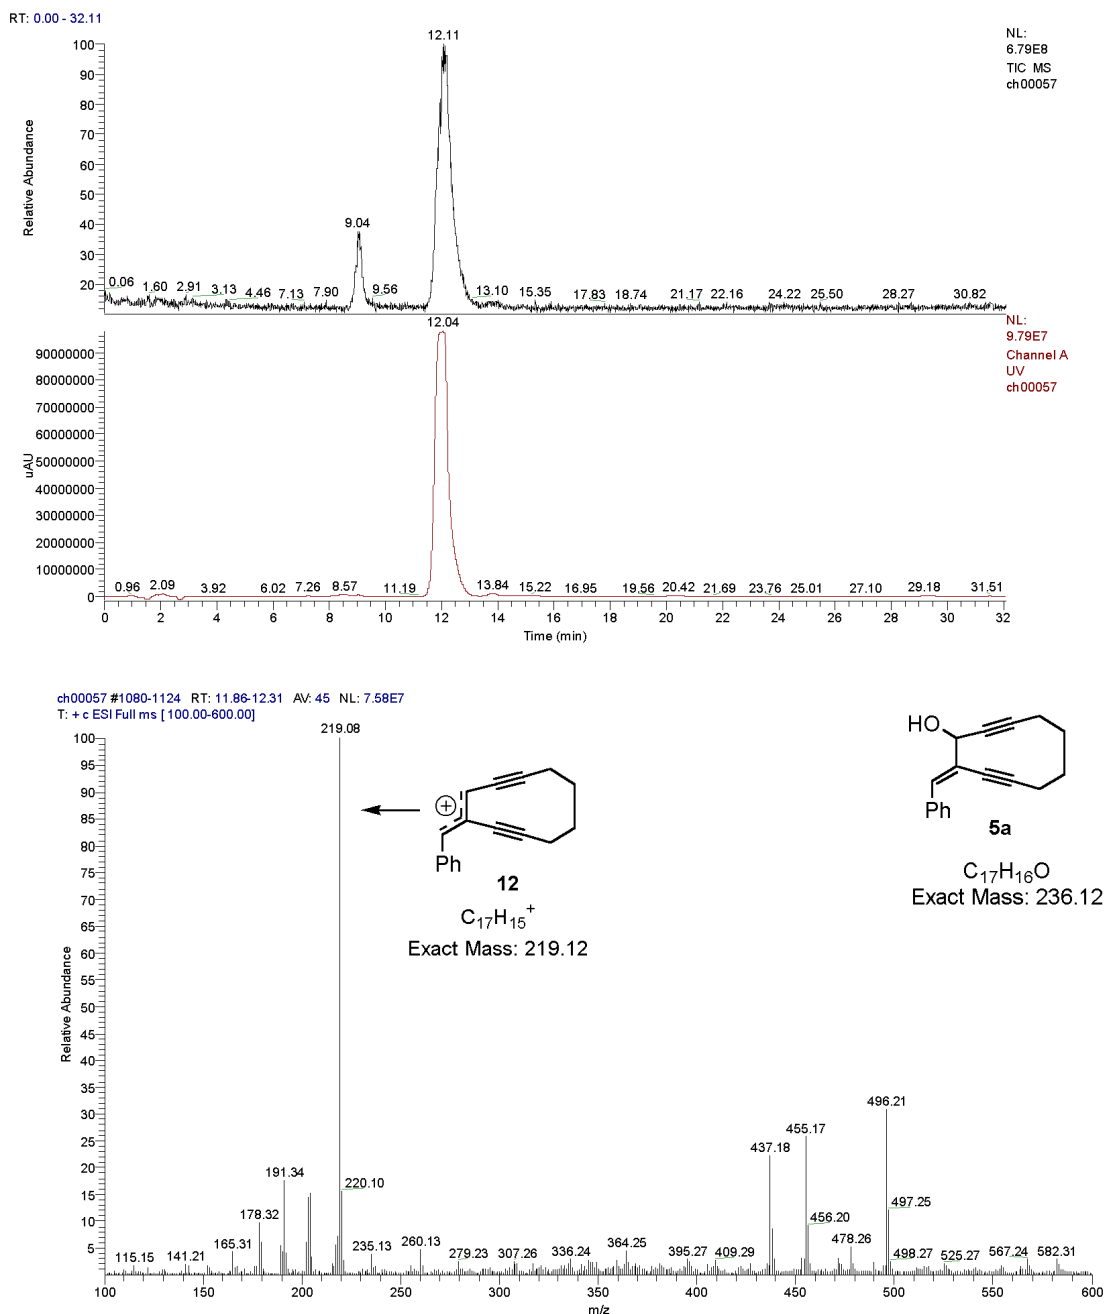 RT: 0.00 - 32.11
NL:
6.79E8
TIC MS
ch00057
Relative Abundance
100
90
80
70
60
50
40
30
20
12.11
9.04
0.06 1.60 2.91 3.13 4.46 7.13 7.90 9.56 13.10 15.35 17.83 18.74 21.17 22.16 24.22 25.50 28.27 30.82
NL:
9.79E7
Channel A
UV
ch00057
uAU
90000000
80000000
70000000
60000000
50000000
40000000
30000000
20000000
10000000
0
12.04
0.96 2.09 3.92 6.02 7.26 8.57 11.19 13.84 15.22 16.95 19.56 20.42 21.69 23.76 25.01 27.10 29.18 31.51
0 2 4 6 8 10 12 14 16 18 20 22 24 26 28 30 32
Time (min)
ch00057 #1080-1124 RT: 11.86-12.31 AV: 45 NL: 7.58E7
T: + c ESI Full ms [ 100.00-600.00]
Relative Abundance
100
95
90
85
80
75
70
65
60
55
50
45
40
35
30
25
20
15
10
5
219.08
HO
Ph
5a
C17H16O
Exact Mass: 236.12
+
Ph
12
C17H15+
Exact Mass: 219.12
496.21
455.17
437.18
191.34
220.10
497.25
178.32
456.20
165.31 235.13 260.13 364.25 478.26
115.15 141.21 279.23 307.26 336.24 395.27 409.29 498.27 525.27 567.24 582.31
100 150 200 250 300 350 400 450 500 550 600
m/z